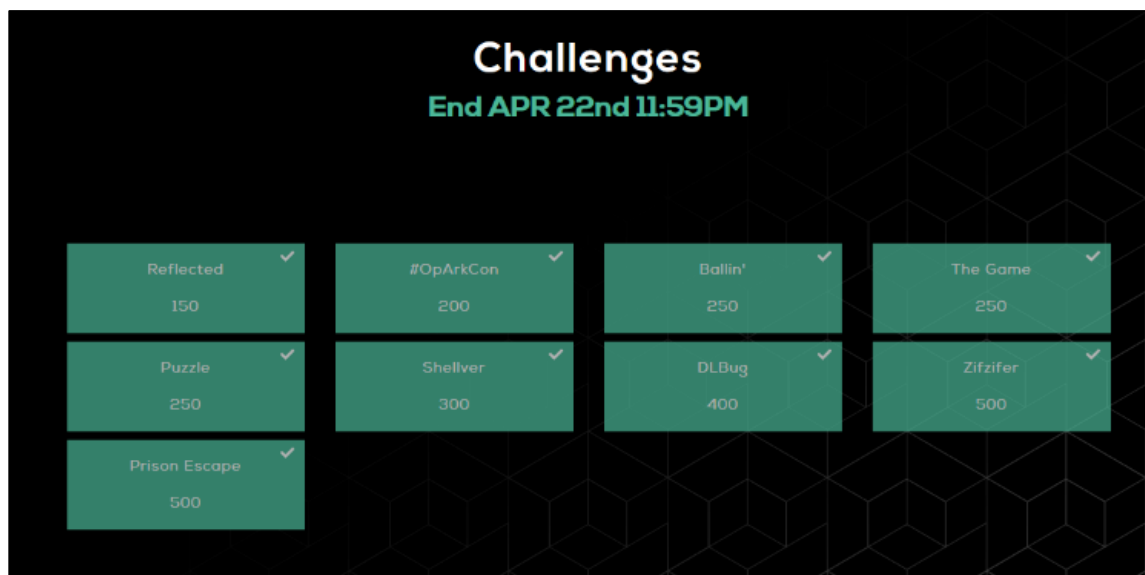 Challenges
End APR 22nd 11:59PM
Reflected
150
#OpArkCon
200
Ballin'
250
The Game
250
Puzzle
250
Shellver
300
DLBug
400
Zifzifer
500
Prison Escape
500